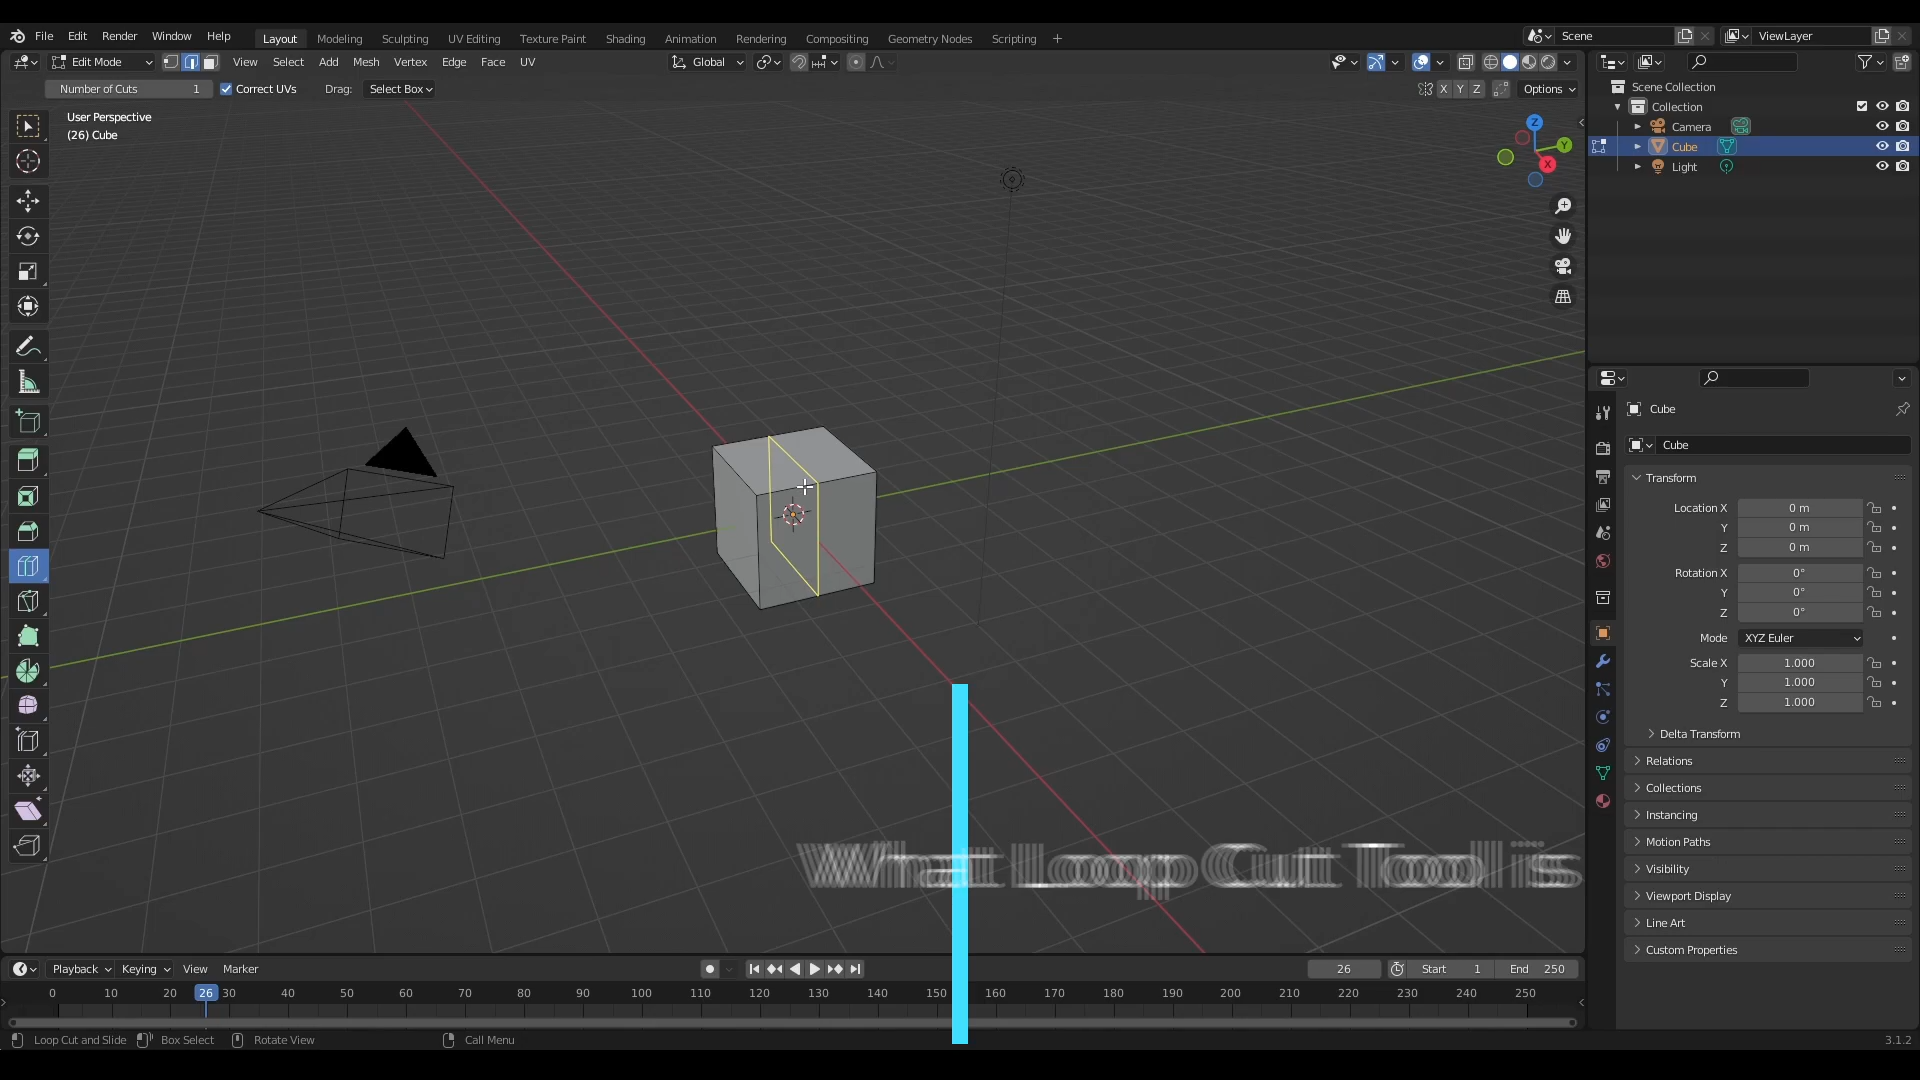 File Edit Render Window Help Layout Modeling Sculpting UV Editing Texture Paint Shading Animation Rendering Compositing Geometry Nodes Scripting + Scene ViewLayer
Edit Mode View Select Add Mesh Vertex Edge Face UV Global
Number of Cuts 1 Correct UVs Drag: Select Box X Y Z Options
User Perspective
(26) Cube
Z
Y
X
Scene Collection
Collection
Camera
Cube
Light
Cube
Cube
Transform
Location X 0 m
Y 0 m
Z 0 m
Rotation X 0°
Y 0°
Z 0°
Mode XYZ Euler
Scale X 1.000
Y 1.000
Z 1.000
Delta Transform
Relations
Collections
Instancing
Motion Paths
Visibility
Viewport Display
Line Art
Custom Properties
What Loop Cut Tool is
Playback Keying View Marker 26 Start 1 End 250
0 10 20 26 30 40 50 60 70 80 90 100 110 120 130 140 150 160 170 180 190 200 210 220 230 240 250
Loop Cut and Slide Box Select Rotate View Call Menu 3.1.2